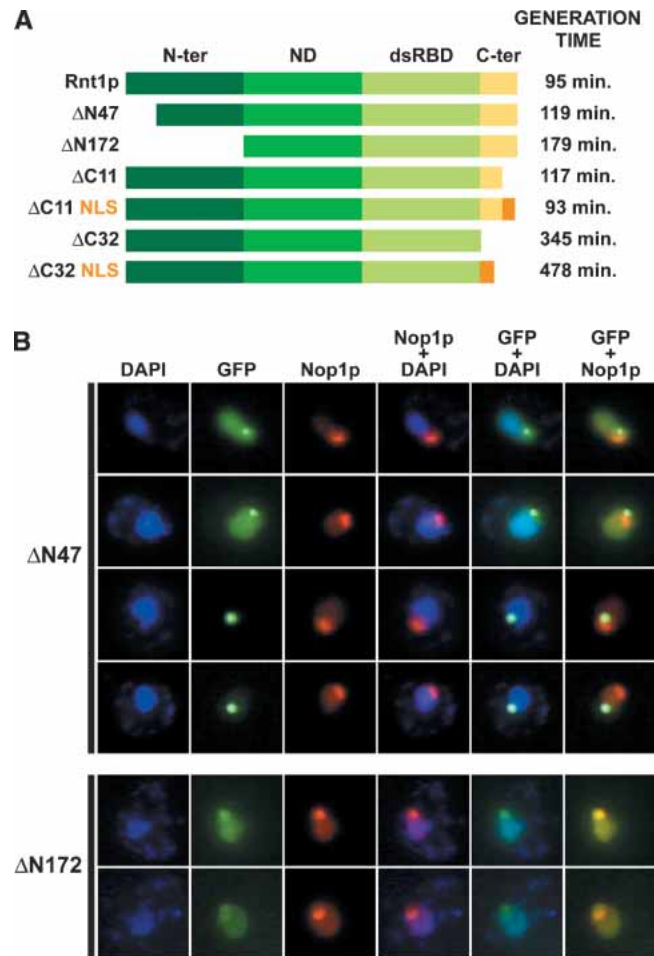 A
GENERATION
TIME
N-ter ND dsRBD C-ter
Rnt1p 95 min.
ΔN47 119 min.
ΔN172 179 min.
ΔC11 117 min.
ΔC11 NLS 93 min.
ΔC32 345 min.
ΔC32 NLS 478 min.
B
DAPI GFP Nop1p Nop1p + DAPI GFP + DAPI GFP + Nop1p
ΔN47
ΔN172